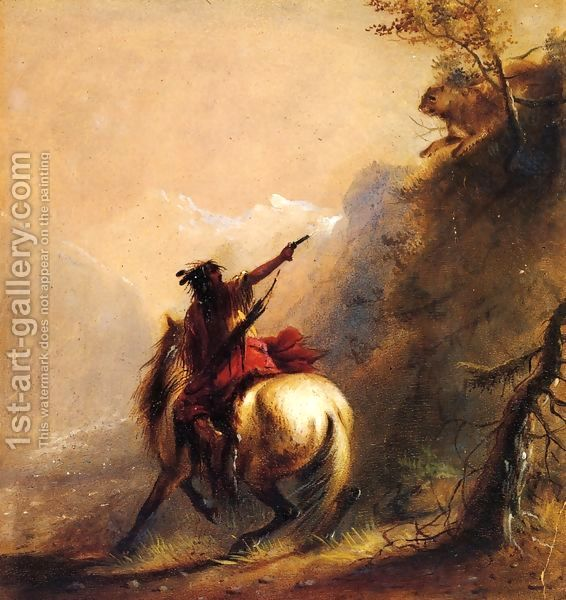 1st-art-gallery.com
This watermark does not appear on the painting